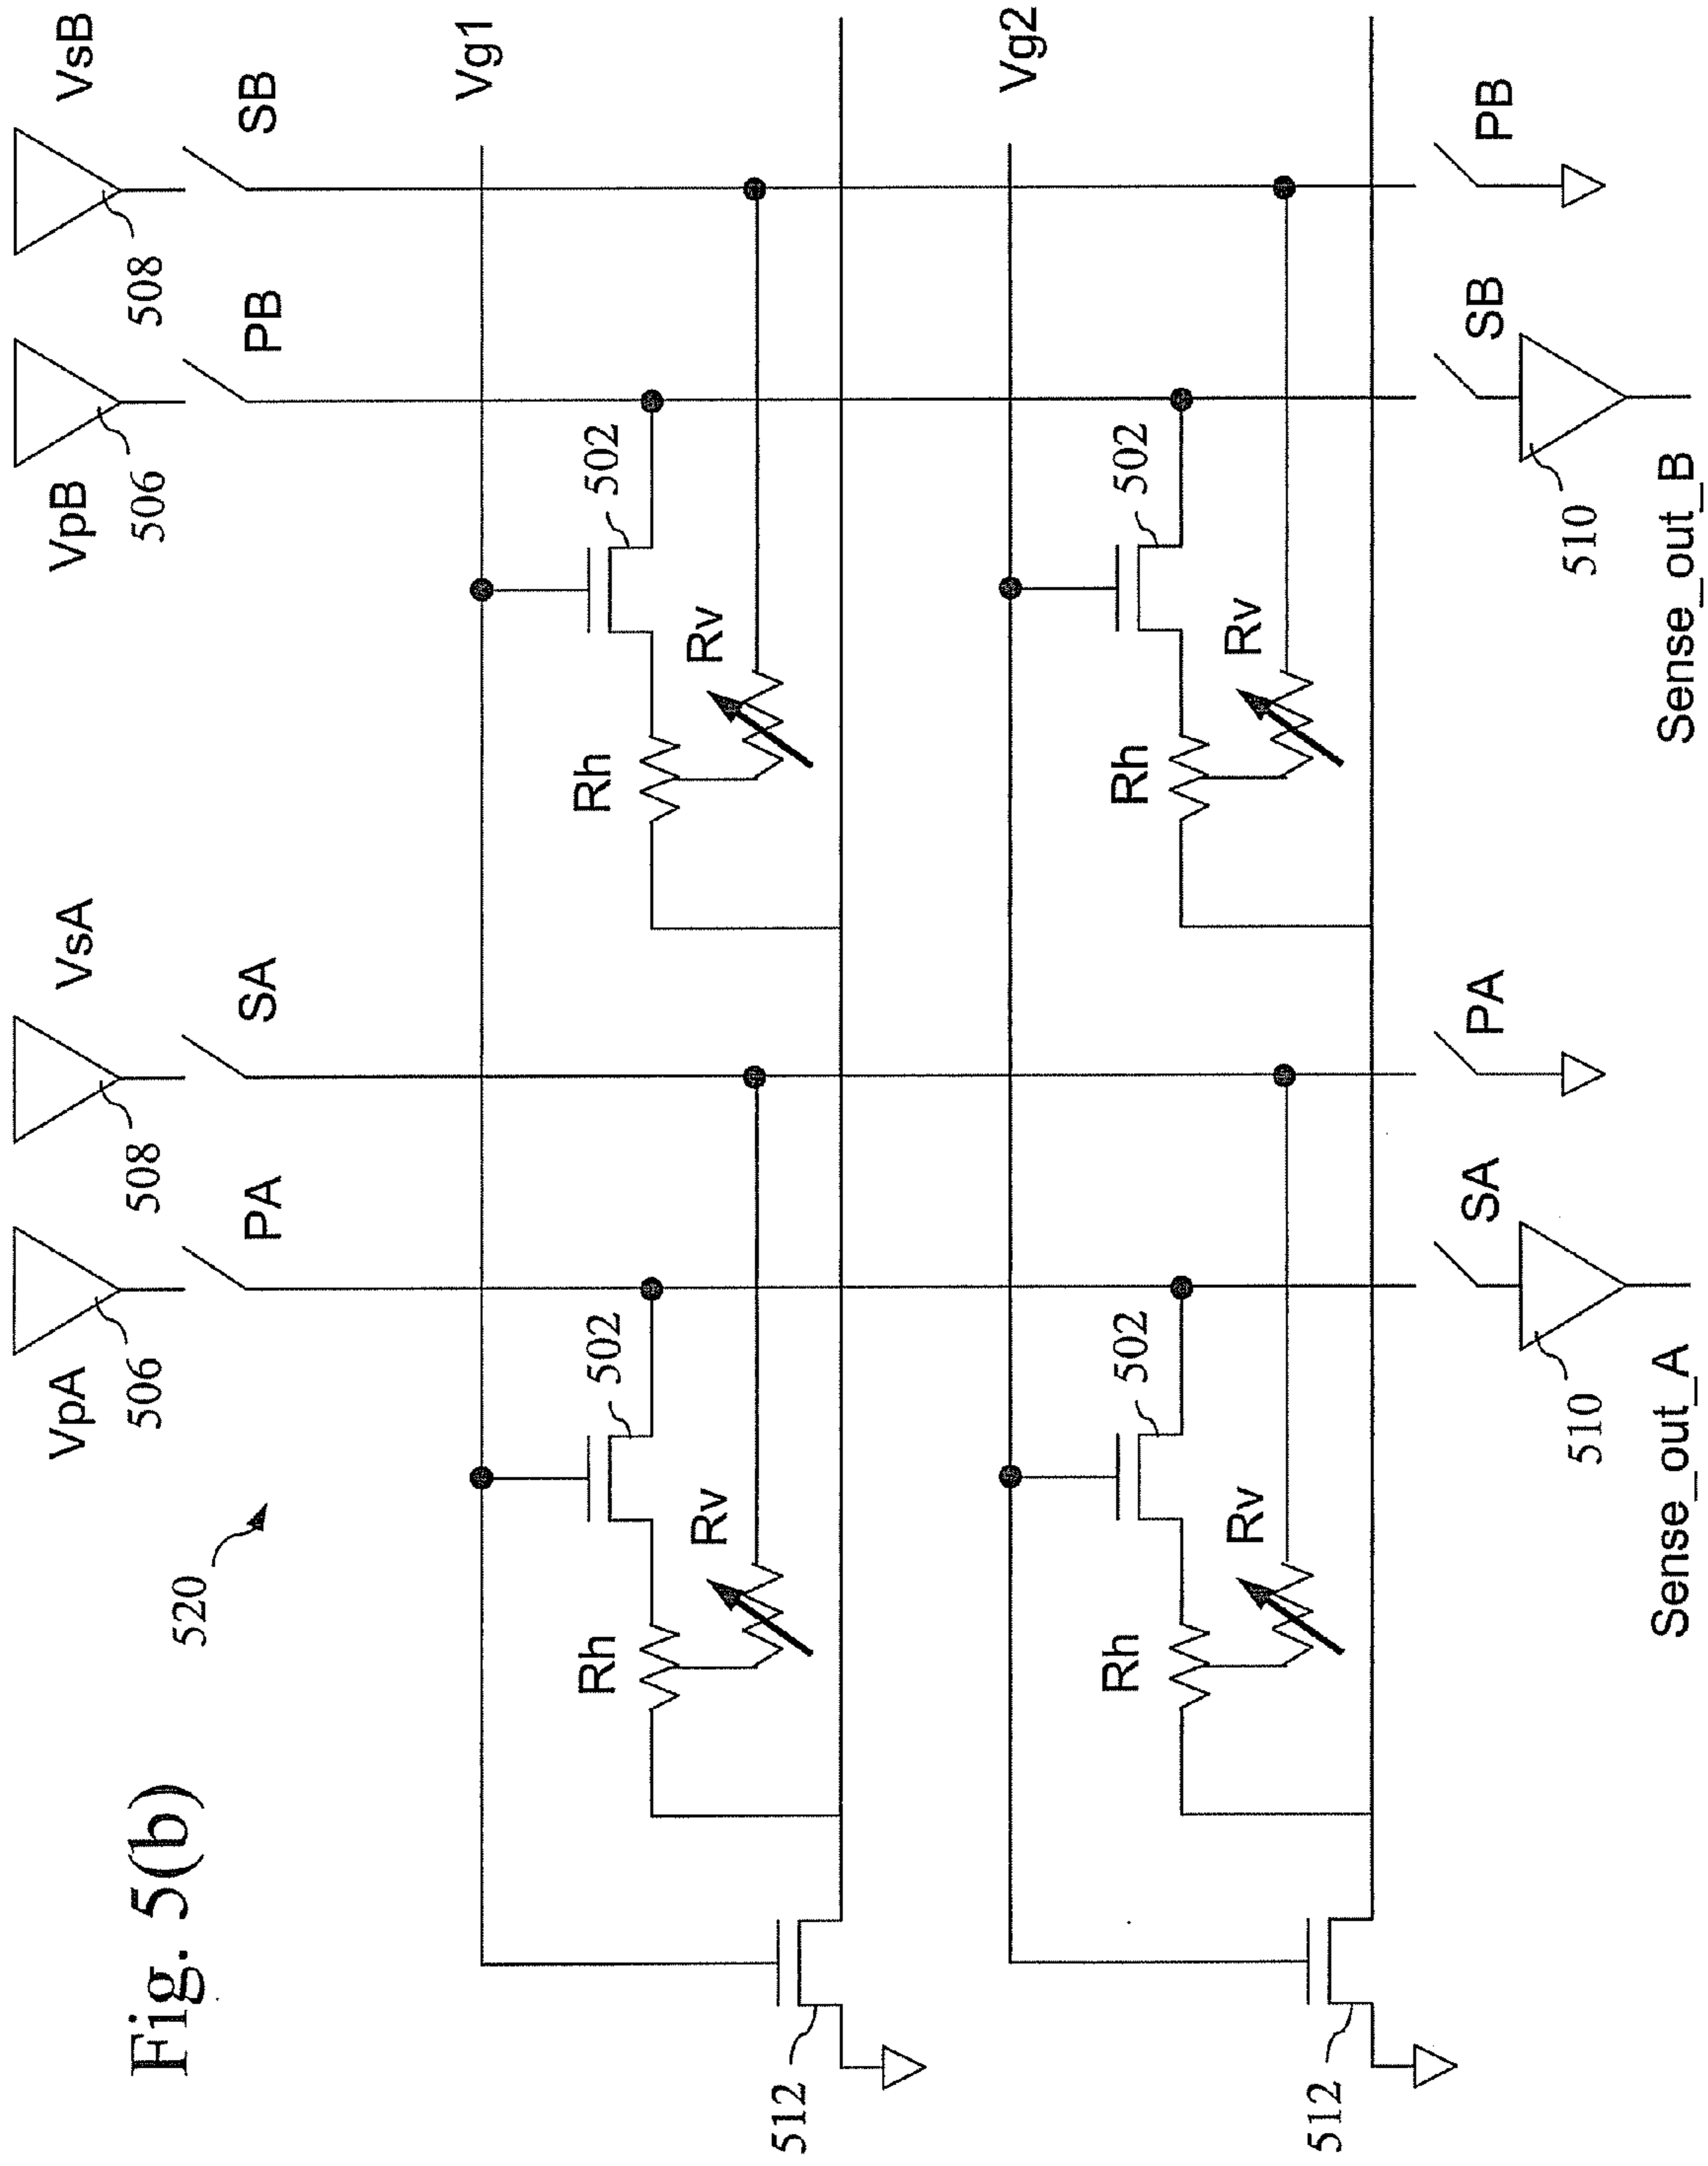 VpA
VsA
VpB
VsB
Fig. 5(b)
506
508
506
508
520
PA
SA
PB
SB
Vg1
Rh
502
Rh
502
Rv
Rv
512
Vg2
Rh
502
Rh
502
Rv
Rv
512
SA
PA
SB
PB
510
510
Sense_out_A
Sense_out_B